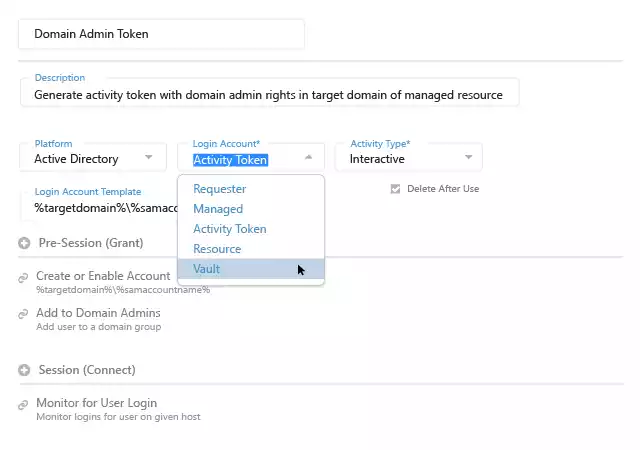 Domain Admin Token
Description
Generate activity token with domain admin rights in target domain of managed resource
Platform
Login Account*
Activity Type*
Active Directory
Activity Token
Interactive
Login Account Template
%targetdomain%\%samacc
Delete After Use
Requester
Managed
Activity Token
Resource
Vault
Pre-Session (Grant)
Create or Enable Account
%targetdomain%\%samaccountname%
Add to Domain Admins
Add user to a domain group
Session (Connect)
Monitor for User Login
Monitor logins for user on given host